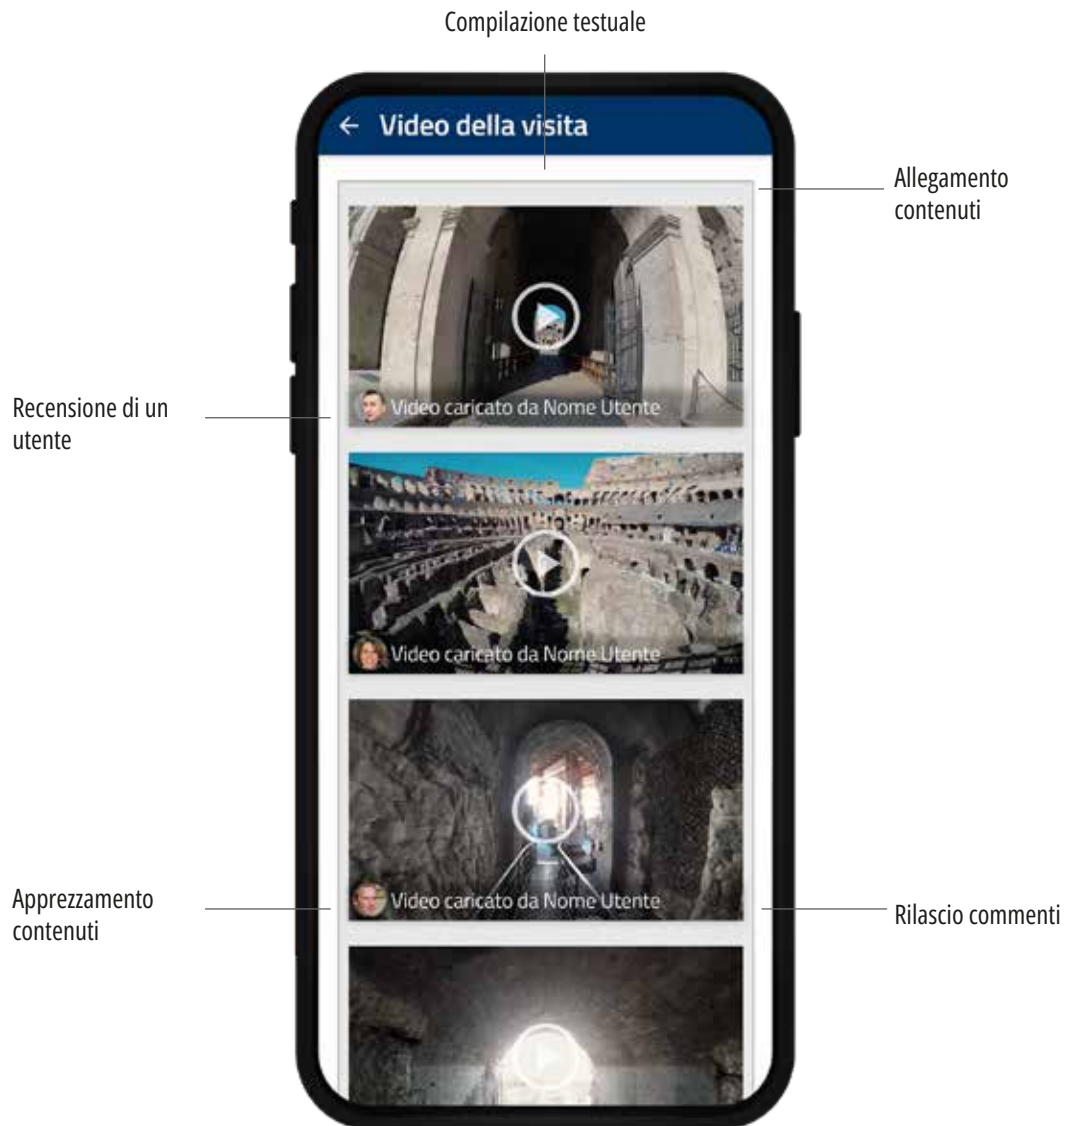 Compilazione testuale
← Video della visita
Allegamento
contenuti
Video caricato da Nome Utente
Recensione di un
utente
Video caricato da Nome Utente
Video caricato da Nome Utente
Apprezzamento
contenuti
Rilascio commenti